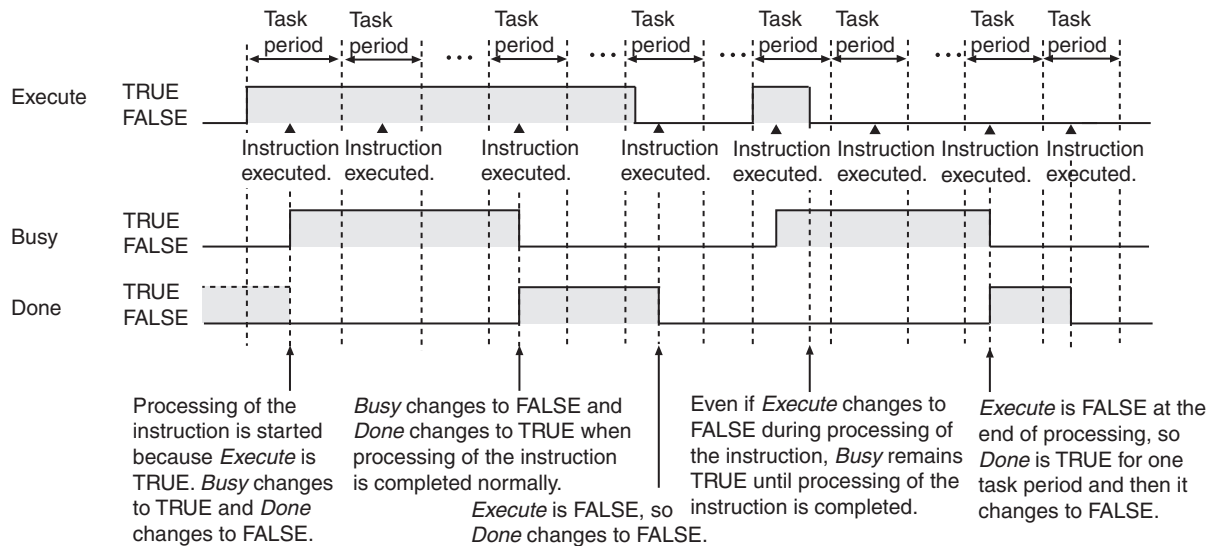 Task period
Task period
...
Task period
...
Task period
...
Task period
Task period
...
Task period
Task period
Execute
TRUE
FALSE
Instruction executed.
Instruction executed.
Instruction executed.
Instruction executed.
Instruction executed.
Instruction executed.
Instruction executed.
Instruction executed.
Busy
TRUE
FALSE
Done
TRUE
FALSE
Processing of the
instruction is started
because Execute is
TRUE. Busy changes
to TRUE and Done
changes to FALSE.
Busy changes to FALSE and
Done changes to TRUE when
processing of the instruction
is completed normally.
Execute is FALSE, so
Done changes to FALSE.
Even if Execute changes to
FALSE during processing of
the instruction, Busy remains
TRUE until processing of the
instruction is completed.
Execute is FALSE at the
end of processing, so
Done is TRUE for one
task period and then it
changes to FALSE.